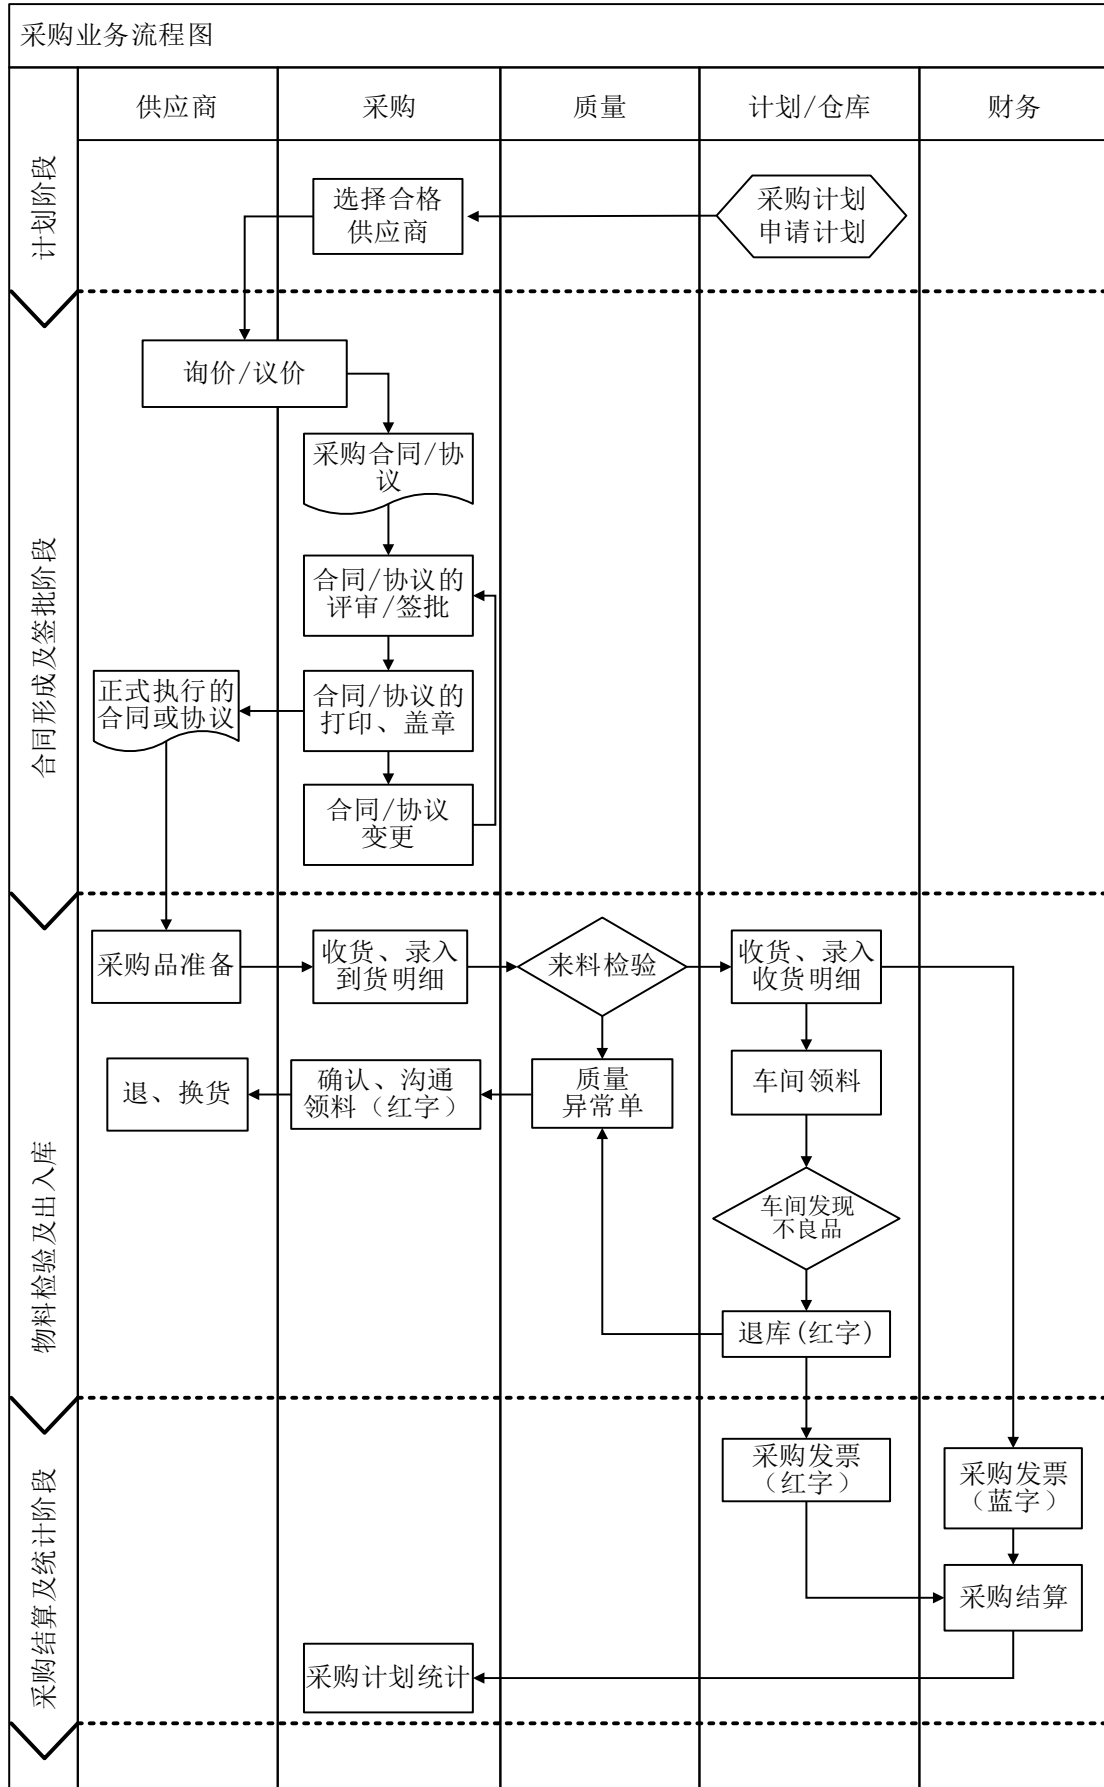 采购业务流程图
供应商
采购
质量
计划/仓库
财务
计划阶段
选择合格
供应商
采购计划
申请计划
合同形成及签批阶段
询价/议价
采购合同/协
议
合同/协议的
评审/签批
正式执行的
合同或协议
合同/协议的
打印、盖章
合同/协议
变更
物料检验及出入库
采购品准备
收货、录入
到货明细
来料检验
收货、录入
收货明细
退、换货
确认、沟通
领料（红字）
质量
异常单
车间领料
车间发现
不良品
退库(红字)
采购结算及统计阶段
采购发票
（红字）
采购发票
（蓝字）
采购结算
采购计划统计